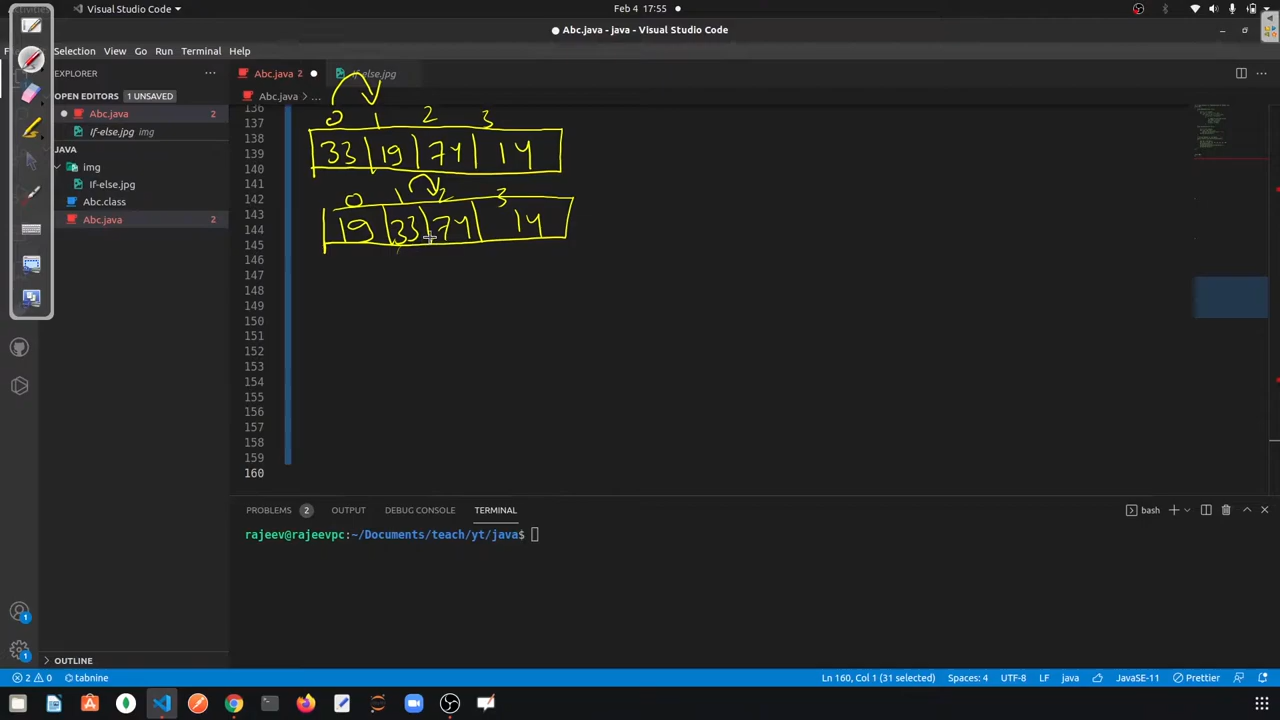 Activities
Visual Studio Code
Feb 4 17:55
Abc.java - java - Visual Studio Code
Selection View Go Run Terminal Help
EXPLORER
OPEN EDITORS 1 UNSAVED
Abc.java 2
If-else.jpg img
JAVA
img
If-else.jpg
Abc.class
Abc.java 2
OUTLINE
Abc.java 2
If-else.jpg
Abc.java > ...
136
137
138
139
140
141
142
143
144
145
146
147
148
149
150
151
152
153
154
155
156
157
158
159
160
0 1 2 3
33 19 74 14
0 1 2 3
19 33 74 14
PROBLEMS 2 OUTPUT DEBUG CONSOLE TERMINAL
bash
rajeev@rajeevpc:~/Documents/teach/yt/java$
1
1
2 0 tabnine
Ln 160, Col 1 (31 selected) Spaces: 4 UTF-8 LF java JavaSE-11 Prettier